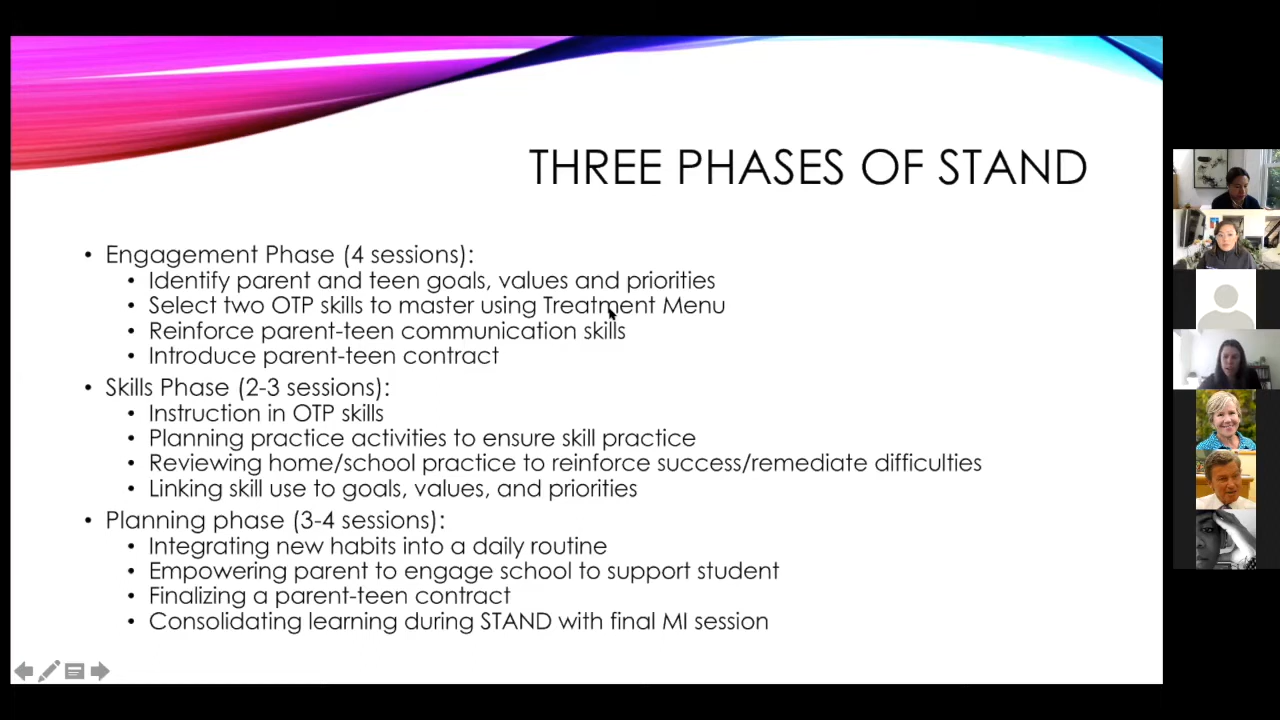 THREE PHASES OF STAND
• Engagement Phase (4 sessions):
• Identify parent and teen goals, values and priorities
• Select two OTP skills to master using Treatment Menu
• Reinforce parent-teen communication skills
• Introduce parent-teen contract
• Skills Phase (2-3 sessions):
• Instruction in OTP skills
• Planning practice activities to ensure skill practice
• Reviewing home/school practice to reinforce success/remediate difficulties
• Linking skill use to goals, values, and priorities
• Planning phase (3-4 sessions):
• Integrating new habits into a daily routine
• Empowering parent to engage school to support student
• Finalizing a parent-teen contract
• Consolidating learning during STAND with final MI session